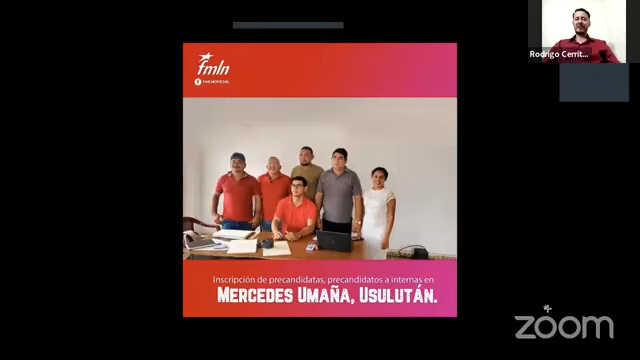 fmln
FMLNOFICIAL
Rodrigo Cerrit...
Inscripción de precandidatas, precandidatos a internas en
MERCEDES UMAÑA, USULUTÁN.
zoom